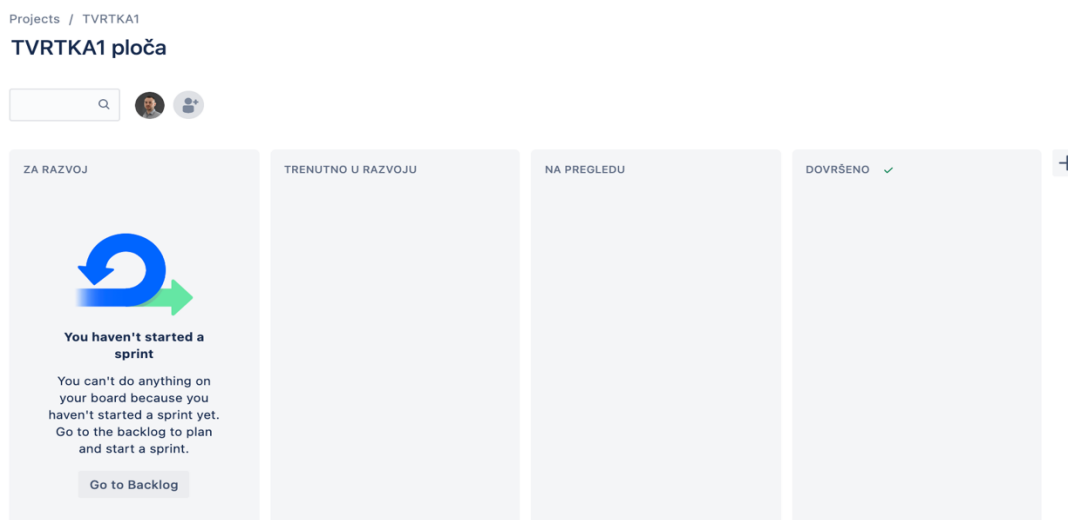 Projects / TVRTKA1
TVRTKA1 ploča
ZA RAZVOJ
You haven't started a
sprint
You can't do anything on
your board because you
haven't started a sprint yet.
Go to the backlog to plan
and start a sprint.
Go to Backlog
TRENUTNO U RAZVOJU
NA PREGLEDU
DOVRŠENO